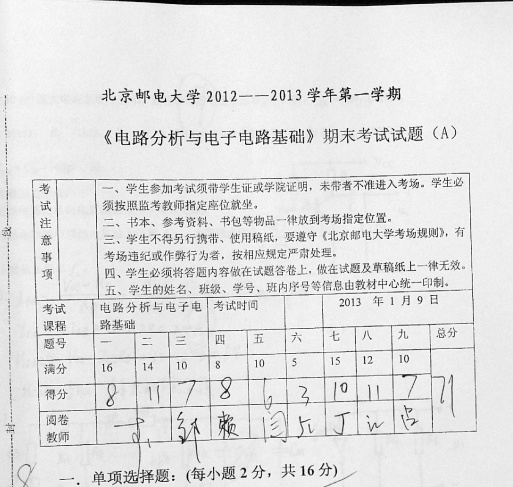 北京邮电大学 2012——2013 学年第一学期
《电路分析与电子电路基础》期末考试试题（A）
考试注意事项
一、学生参加考试须带学生证或学院证明，未带者不准进入考场。学生必
须按照监考教师指定座位就坐。
二、书本、参考资料、书包等物品一律放到考场指定位置。
三、学生不得另行携带、使用稿纸，要遵守《北京邮电大学考场规则》，有
考场违纪或作弊行为者，按相应规定严肃处理。
四、学生必须将答题内容做在试题答卷上，做在试题及草稿纸上一律无效。
五、学生的姓名、班级、学号、班内序号等信息由教材中心统一印制。
考试课程 电路分析与电子电路基础 考试时间 2013 年 1 月 9 日
题号 一 二 三 四 五 六 七 八 九 总分
满分 16 14 10 8 10 5 15 12 10
得分 8 11 7 8 6 3 10 11 7 71
阅卷教师
封
一．单项选择题：(每小题 2 分，共 16 分)
8